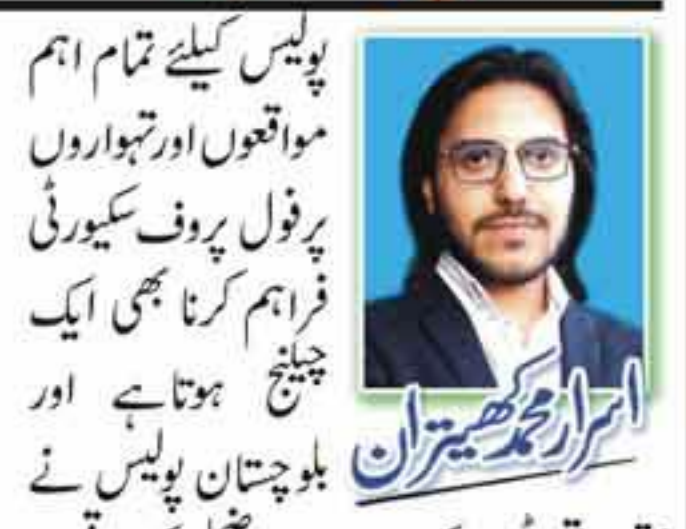 پولیس کیلئے تمام اہم
مواقعوں اور تہواروں
پر فول پروف سکیورٹی
فراہم کرنا بھی ایک
چیلنج ہوتا ہے اور
بلوچستان پولیس نے
اسرار محمد کھیتران